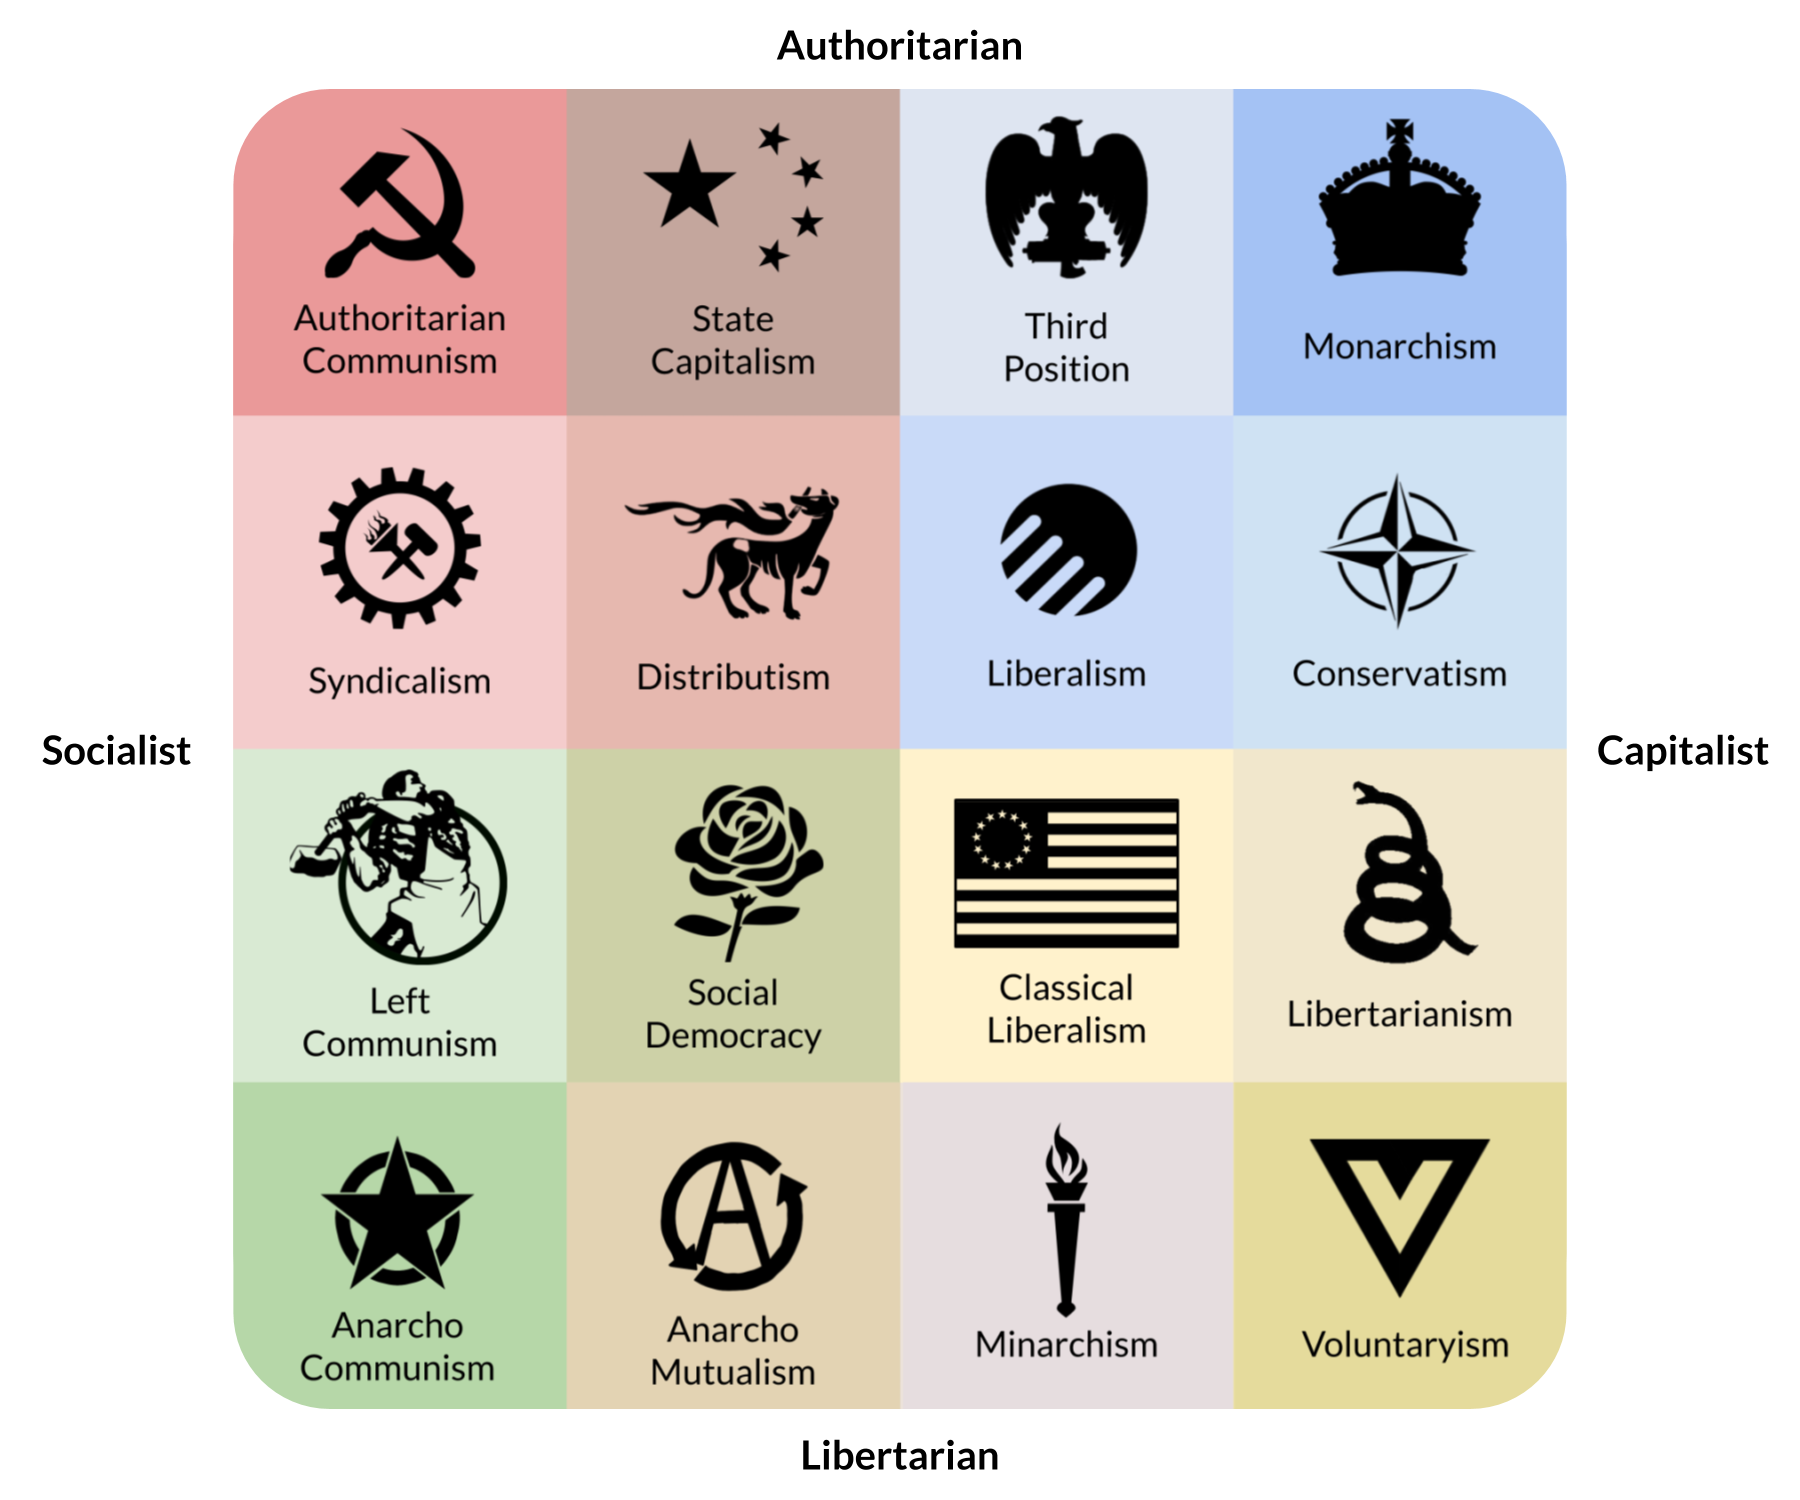 Authoritarian
Authoritarian
Communism
State
Capitalism
Third
Position
Monarchism
Syndicalism
Distributism
Liberalism
Conservatism
Socialist
Capitalist
Left
Communism
Social
Democracy
Classical
Liberalism
Libertarianism
Anarcho
Communism
Anarcho
Mutualism
Minarchism
Voluntaryism
Libertarian